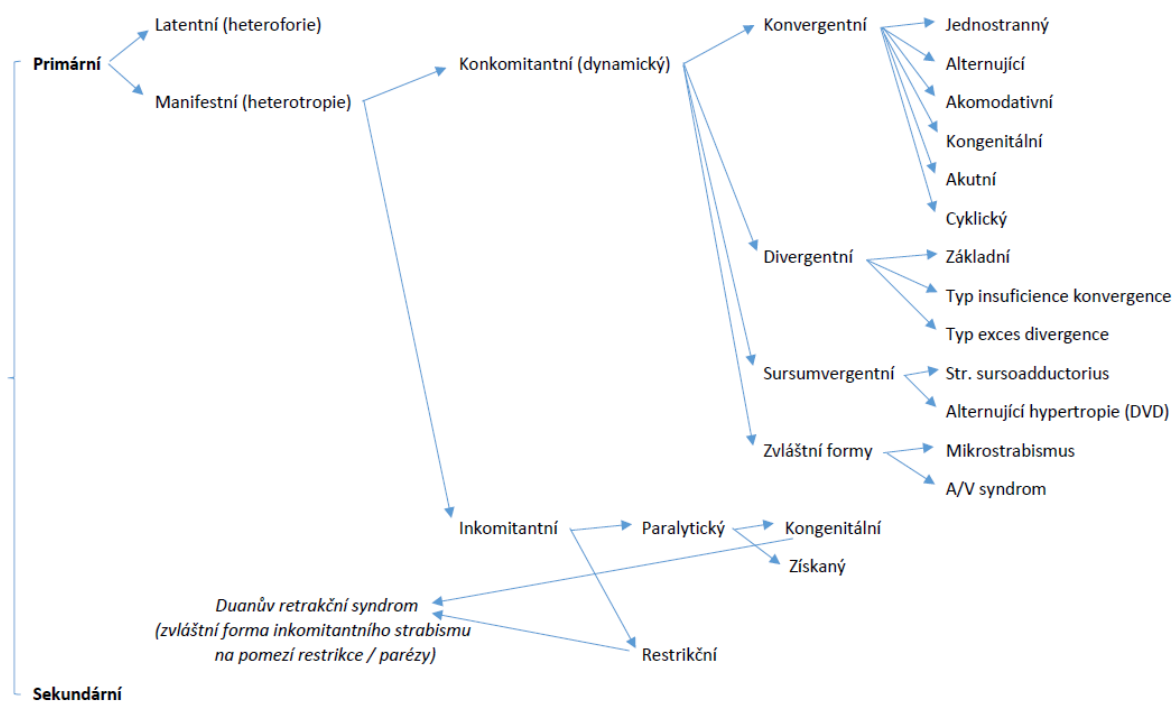 Latentní (heteroforie)
Primární
Manifestní (heterotropie)
Konkomitantní (dynamický)
Konvergentní
Jednostranný
Alternující
Akomodativní
Kongenitální
Akutní
Cyklický
Divergentní
Základní
Typ insuficience konvergence
Typ exces divergence
Sursumvergentní
Str. sursoadductorius
Alternující hypertropie (DVD)
Zvláštní formy
Mikrostrabismus
A/V syndrom
Inkomitantní
Paralytický
Kongenitální
Získaný
Duanův retrakční syndrom
(zvláštní forma inkomitantního strabismu
na pomezí restrikce / parézy)
Restrikční
Sekundární